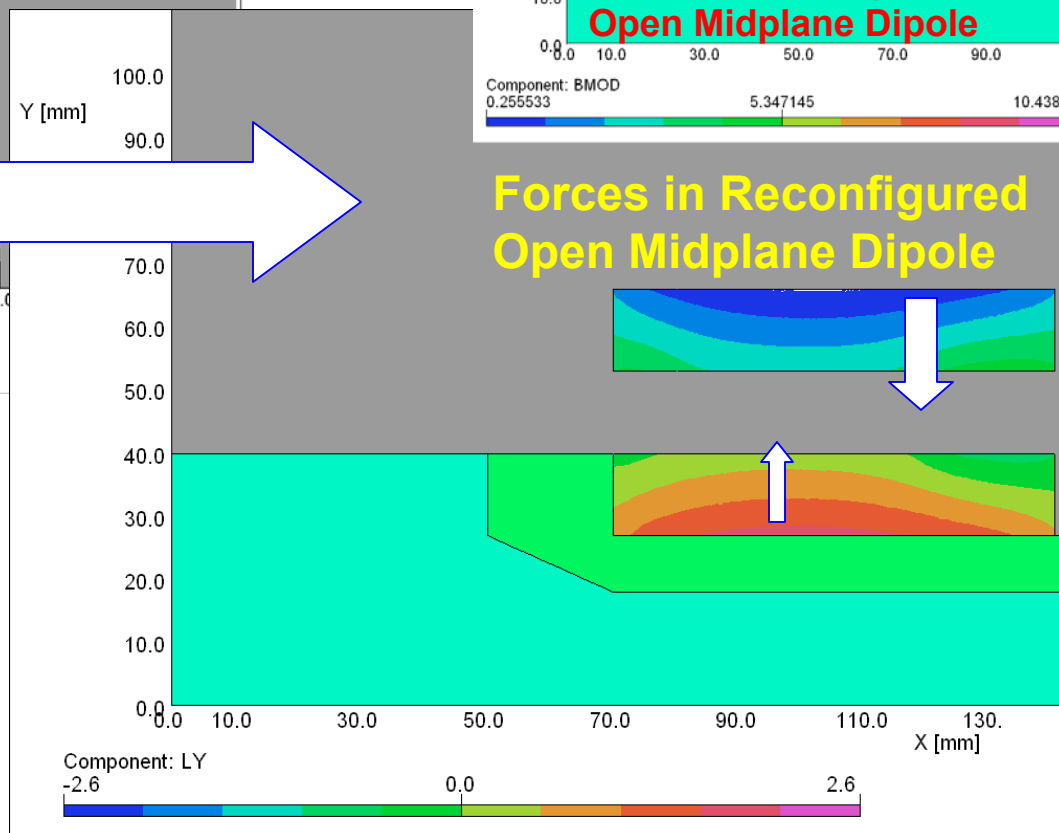 10.0
Open Midplane Dipole
0.0
0.0 10.0 30.0 50.0 70.0 90.0
Component: BMOD
0.255533 5.347145 10.438
100.0
Y [mm]
90.0
Forces in Reconfigured
Open Midplane Dipole
70.0
60.0
50.0
40.0
30.0
20.0
10.0
0.0
0.0 10.0 30.0 50.0 70.0 90.0 110.0 130.
X [mm]
Component: LY
-2.6 0.0 2.6